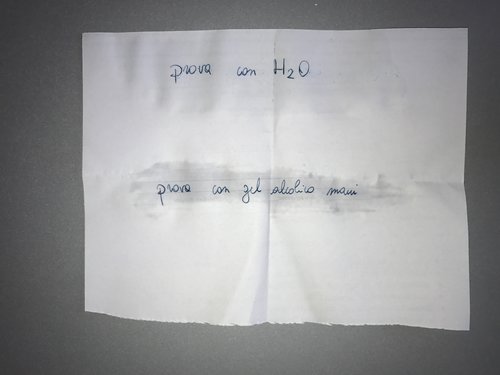 prova con H₂O
prova con gel alcolico mani